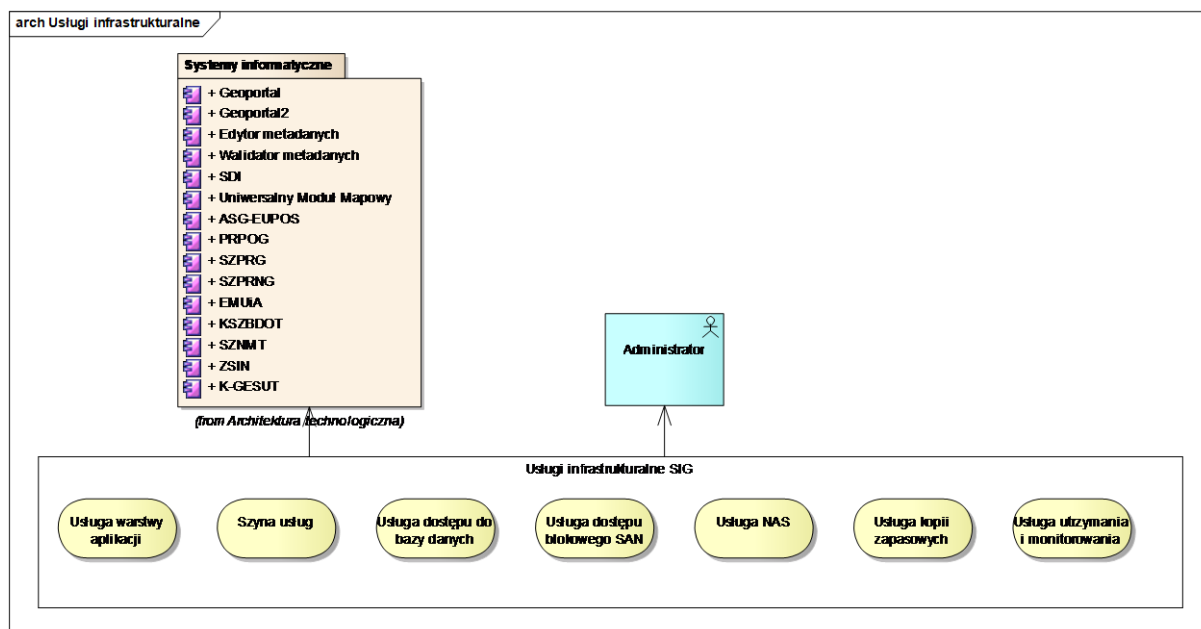 arch Usługi infrastrukturalne
Systemy informatyczne
+ Geoportal
+ Geoportal2
+ Edytor metadanych
+ Walidator metadanych
+ SDI
+ Uniwersalny Moduł Mapowy
+ ASG-EUPOS
+ PRPOG
+ SZPRG
+ SZPRNG
+ EMUiA
+ KSZBDOT
+ SZNMT
+ ZSIN
+ K-GESUT
(from Architektura technologiczna)
Administrator
Usługi infrastrukturalne SIG
Usługa warstwy
aplikacji
Szyna usług
Usługa dostępu do
bazy danych
Usługa dostępu
blokowego SAN
Usługa NAS
Usługa kopii
zapasowych
Usługa utrzymania
i monitorowania